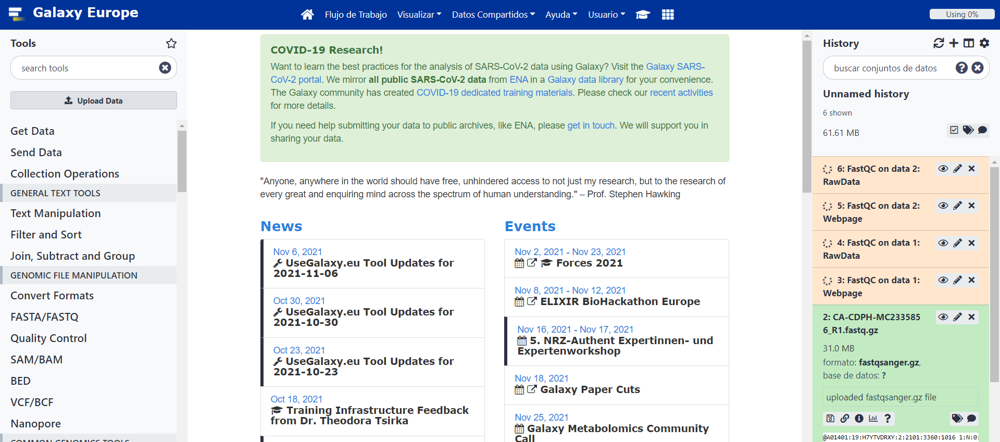 Galaxy Europe
Flujo de Trabajo
Visualizar
Datos Compartidos
Ayuda
Usuario
Using 0%
Tools
search tools
Upload Data
Get Data
Send Data
Collection Operations
GENERAL TEXT TOOLS
Text Manipulation
Filter and Sort
Join, Subtract and Group
GENOMIC FILE MANIPULATION
Convert Formats
FASTA/FASTQ
Quality Control
SAM/BAM
BED
VCF/BCF
Nanopore
COMMON GENOMICS TOOLS
COVID-19 Research!
Want to learn the best practices for the analysis of SARS-CoV-2 data using Galaxy? Visit the Galaxy SARS-
CoV-2 portal. We mirror all public SARS-CoV-2 data from ENA in a Galaxy data library for your convenience.
The Galaxy community has created COVID-19 dedicated training materials. Please check our recent activities
for more details.
If you need help submitting your data to public archives, like ENA, please get in touch. We will support you in
sharing your data.
"Anyone, anywhere in the world should have free, unhindered access to not just my research, but to the research of
every great and enquiring mind across the spectrum of human understanding." – Prof. Stephen Hawking
News
Nov 6, 2021
UseGalaxy.eu Tool Updates for
2021-11-06
Oct 30, 2021
UseGalaxy.eu Tool Updates for
2021-10-30
Oct 23, 2021
UseGalaxy.eu Tool Updates for
2021-10-23
Oct 18, 2021
Training Infrastructure Feedback
from Dr. Theodora Tsirka
Events
Nov 2, 2021 - Nov 23, 2021
Forces 2021
Nov 8, 2021 - Nov 12, 2021
ELIXIR BioHackathon Europe
Nov 16, 2021 - Nov 17, 2021
5. NRZ-Authent Expertinnen- und
Expertenworkshop
Nov 18, 2021
Galaxy Paper Cuts
Nov 25, 2021
Galaxy Metabolomics Community
Call
History
buscar conjuntos de datos
Unnamed history
6 shown
61.61 MB
6: FastQC on data 2:
RawData
5: FastQC on data 2:
Webpage
4: FastQC on data 1:
RawData
3: FastQC on data 1:
Webpage
2: CA-CDPH-MC233585
6_R1.fastq.gz
31.0 MB
formato: fastqsanger.gz,
base de datos: ?
uploaded fastqsanger.gz file
@A01401:19:H7YTVDRXY:2:2101:3360:1016 1:N:0: